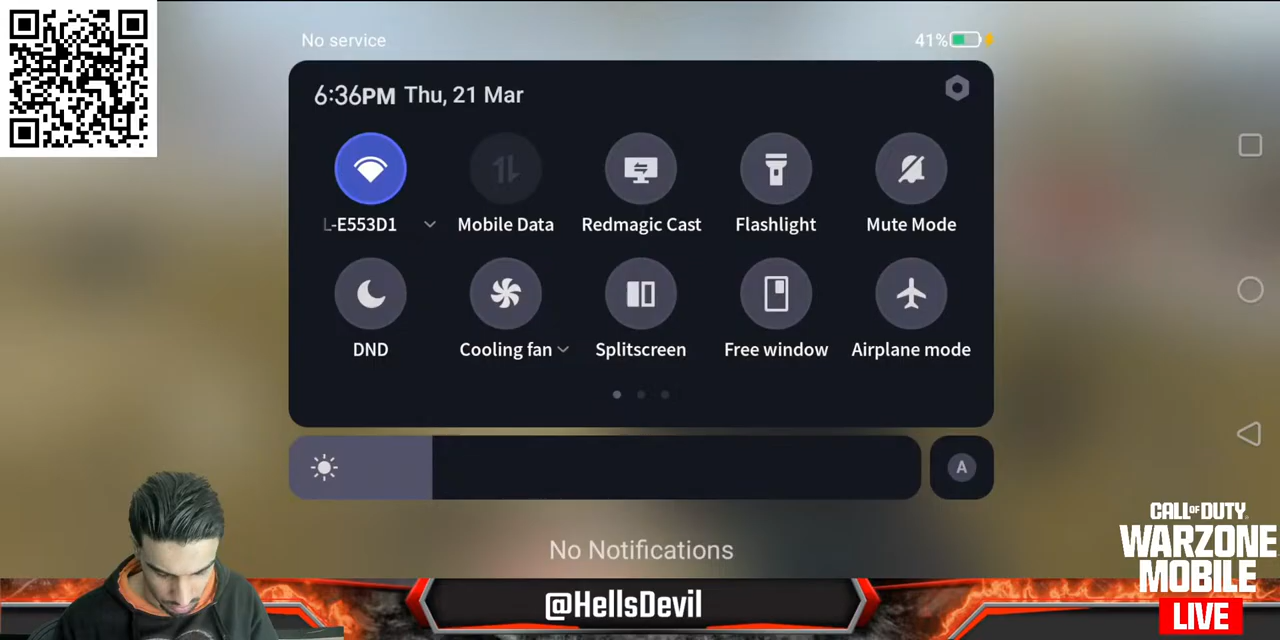 No service
41%
6:36PM Thu, 21 Mar
L-E553D1
Mobile Data
Redmagic Cast
Flashlight
Mute Mode
DND
Cooling fan
Splitscreen
Free window
Airplane mode
A
No Notifications
CALL OF DUTY
WARZONE
MOBILE
LIVE
@HellsDevil